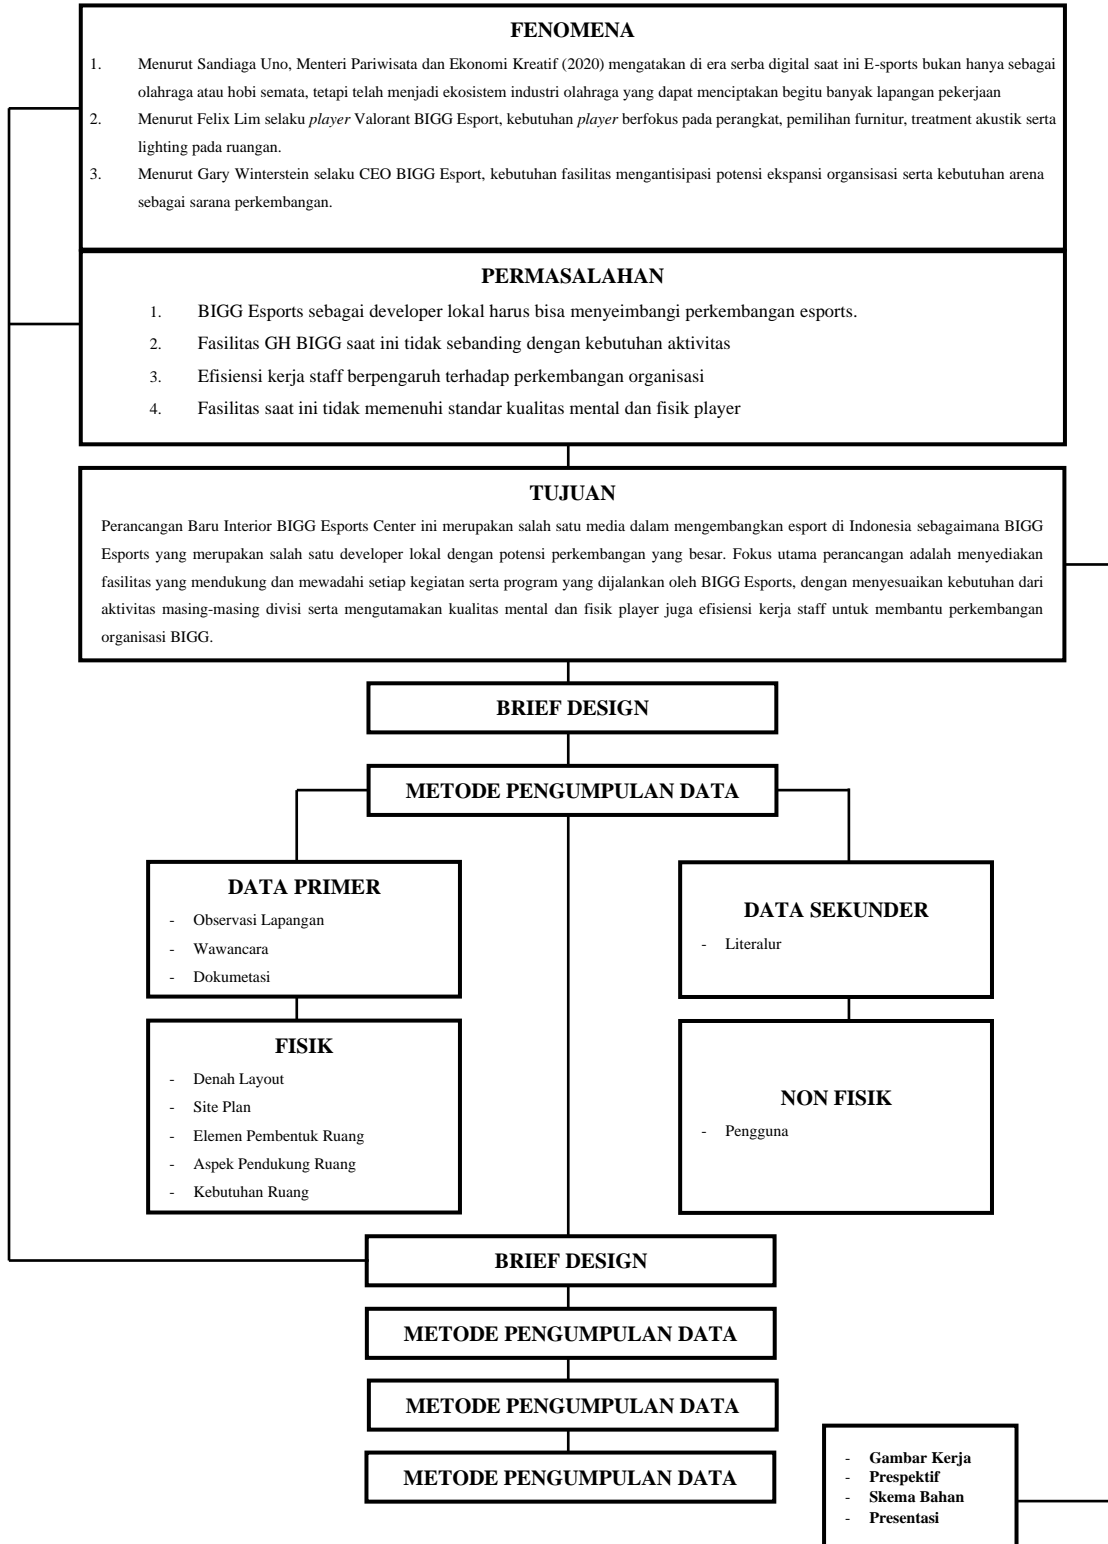 FENOMENA
1. Menurut Sandiaga Uno, Menteri Pariwisata dan Ekonomi Kreatif (2020) mengatakan di era serba digital saat ini E-sports bukan hanya sebagai
olahraga atau hobi semata, tetapi telah menjadi ekosistem industri olahraga yang dapat menciptakan begitu banyak lapangan pekerjaan
2. Menurut Felix Lim selaku player Valorant BIGG Esport, kebutuhan player berfokus pada perangkat, pemilihan furnitur, treatment akustik serta
lighting pada ruangan.
3. Menurut Gary Winterstein selaku CEO BIGG Esport, kebutuhan fasilitas mengantisipasi potensi ekspansi organsisasi serta kebutuhan arena
sebagai sarana perkembangan.
PERMASALAHAN
1. BIGG Esports sebagai developer lokal harus bisa menyeimbangi perkembangan esports.
2. Fasilitas GH BIGG saat ini tidak sebanding dengan kebutuhan aktivitas
3. Efisiensi kerja staff berpengaruh terhadap perkembangan organisasi
4. Fasilitas saat ini tidak memenuhi standar kualitas mental dan fisik player
TUJUAN
Perancangan Baru Interior BIGG Esports Center ini merupakan salah satu media dalam mengembangkan esport di Indonesia sebagaimana BIGG
Esports yang merupakan salah satu developer lokal dengan potensi perkembangan yang besar. Fokus utama perancangan adalah menyediakan
fasilitas yang mendukung dan mewadahi setiap kegiatan serta program yang dijalankan oleh BIGG Esports, dengan menyesuaikan kebutuhan dari
aktivitas masing-masing divisi serta mengutamakan kualitas mental dan fisik player juga efisiensi kerja staff untuk membantu perkembangan
organisasi BIGG.
BRIEF DESIGN
METODE PENGUMPULAN DATA
DATA PRIMER
- Observasi Lapangan
- Wawancara
- Dokumetasi
DATA SEKUNDER
- Literalur
FISIK
- Denah Layout
- Site Plan
- Elemen Pembentuk Ruang
- Aspek Pendukung Ruang
- Kebutuhan Ruang
NON FISIK
- Pengguna
BRIEF DESIGN
METODE PENGUMPULAN DATA
METODE PENGUMPULAN DATA
METODE PENGUMPULAN DATA
- Gambar Kerja
- Prespektif
- Skema Bahan
- Presentasi